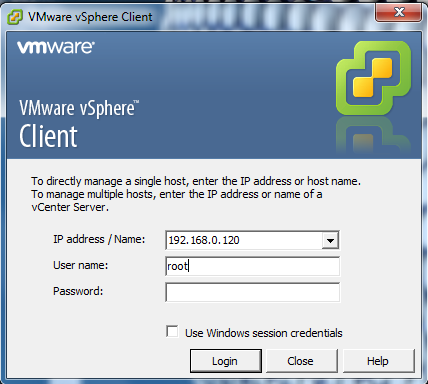 VMware vSphere Client
vmware®
VMware vSphere™
Client
To directly manage a single host, enter the IP address or host name.
To manage multiple hosts, enter the IP address or name of a
vCenter Server.
IP address / Name: 192.168.0.120
User name: root
Password:
Use Windows session credentials
Login Close Help